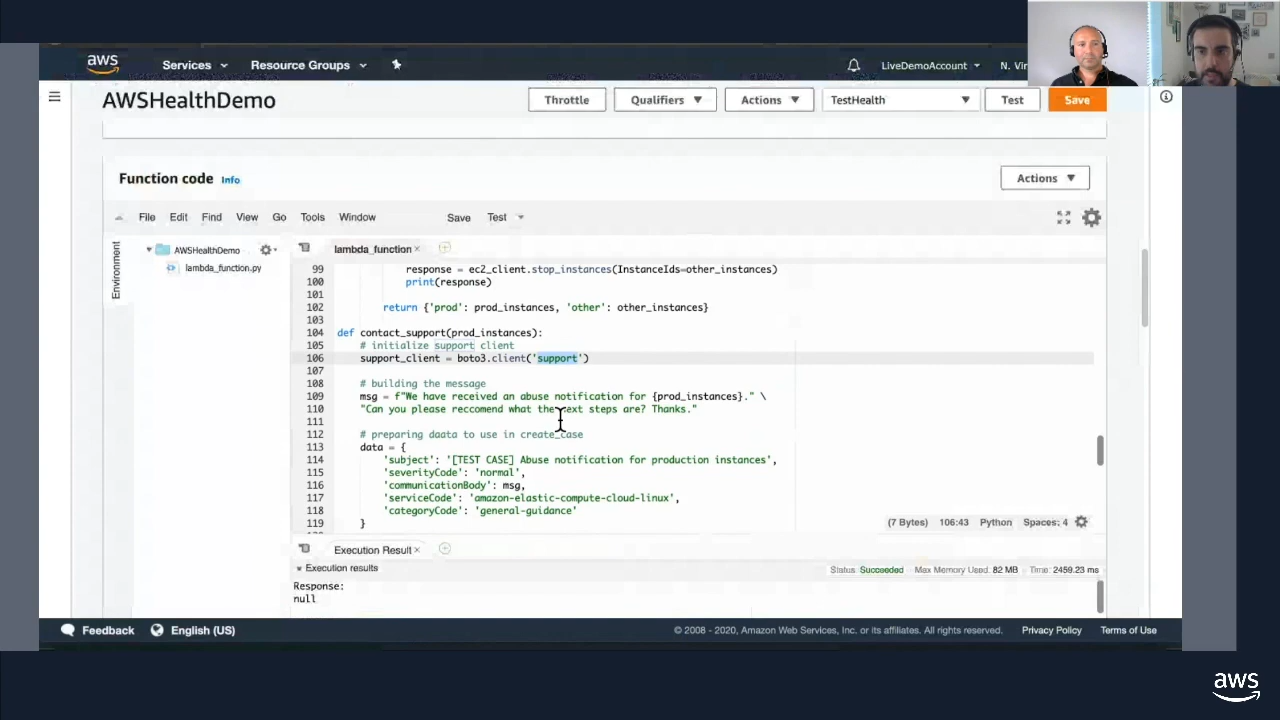 aws
Services
Resource Groups
LiveDemoAccount
AWSHealthDemo
Throttle
Qualifiers
Actions
TestHealth
Test
Save
Function code
Info
Actions
File
Edit
Find
View
Go
Tools
Window
Save
Test
Environment
AWSHealthDemo
lambda_function.py
lambda_function
99 response = ec2_client.stop_instances(InstanceIds=other_instances)
100 print(response)
101
102 return {'prod': prod_instances, 'other': other_instances}
103
104 def contact_support(prod_instances):
105 # initialize support client
106 support_client = boto3.client('support')
107
108 # building the message
109 msg = f"We have received an abuse notification for {prod_instances}." \
110 "Can you please reccomend what the next steps are? Thanks."
111
112 # preparing daata to use in create_case
113 data = {
114 'subject': '[TEST CASE] Abuse notification for production instances',
115 'severityCode': 'normal',
116 'communicationBody': msg,
117 'serviceCode': 'amazon-elastic-compute-cloud-linux',
118 'categoryCode': 'general-guidance'
119 }
(7 Bytes) 106:43 Python Spaces: 4
Execution Result
Execution results
Status: Succeeded Max Memory Used: 82 MB Time: 2459.23 ms
Response:
null
Feedback
English (US)
© 2008 - 2020, Amazon Web Services, Inc. or its affiliates. All rights reserved.
Privacy Policy
Terms of Use
aws